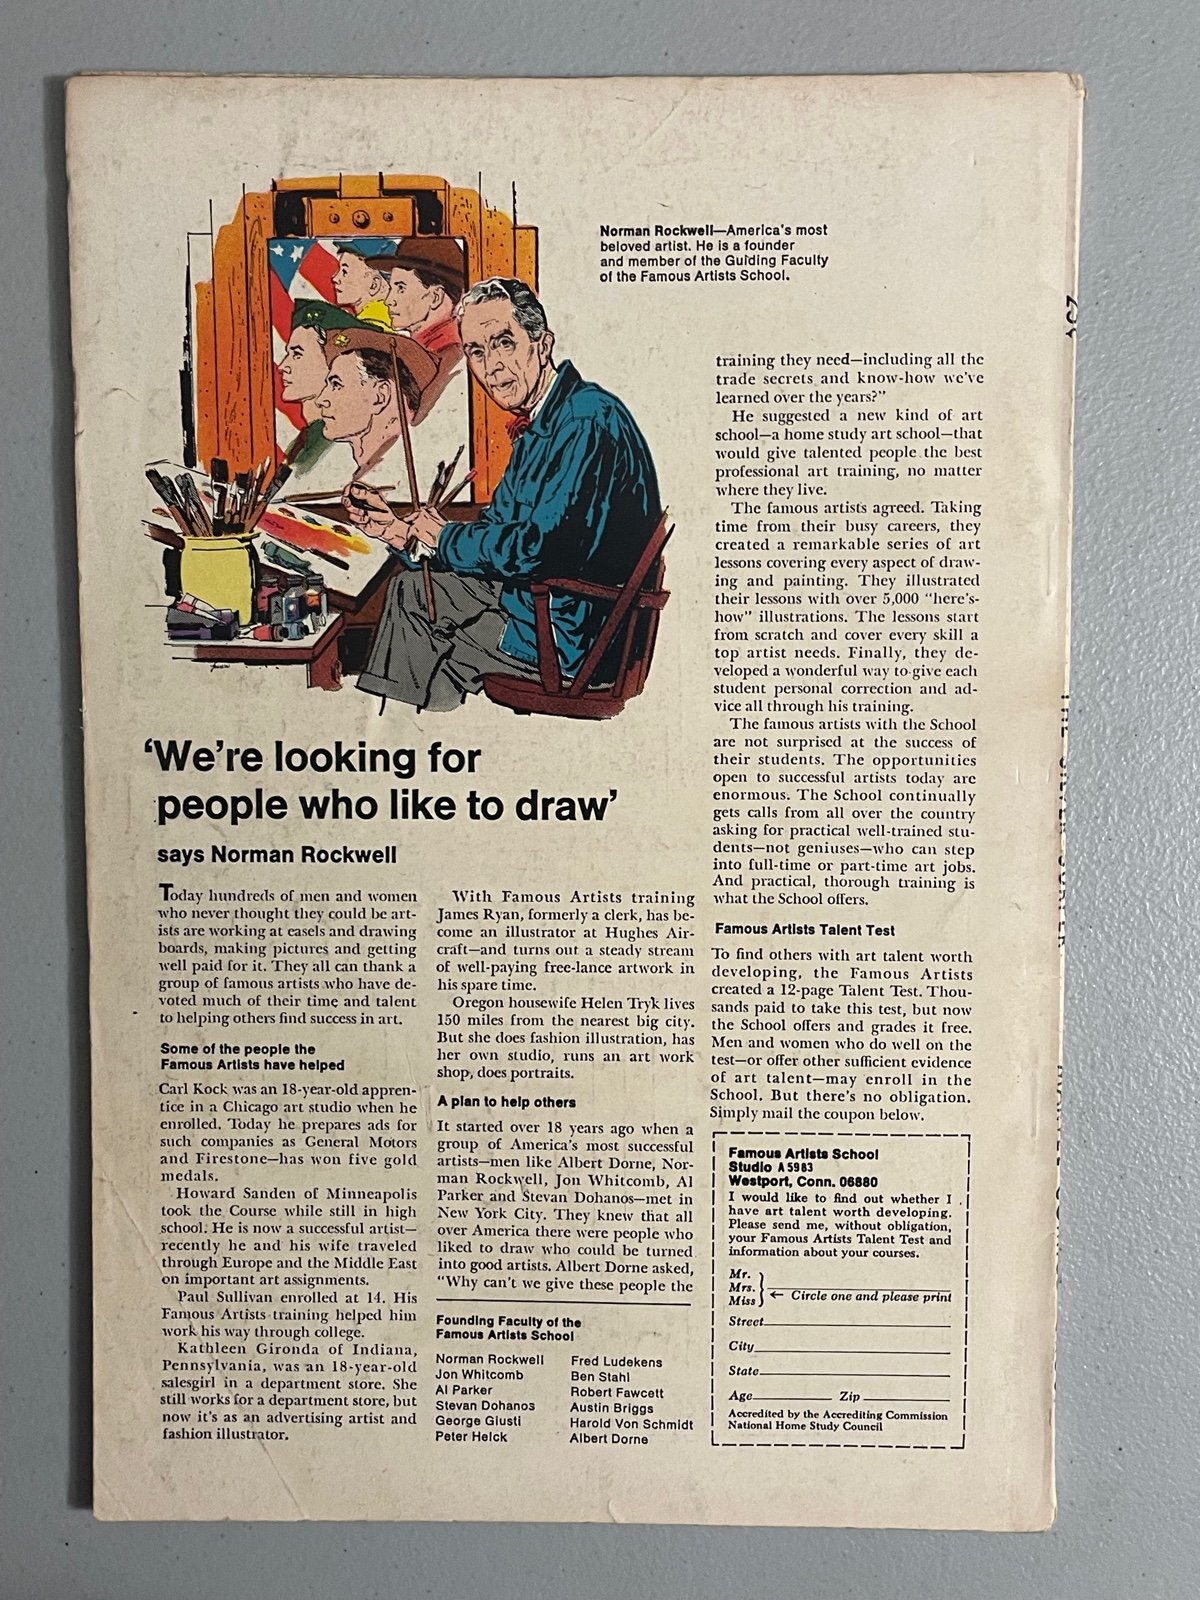 Norman Rockwell—America's most
beloved artist. He is a founder
and member of the Guiding Faculty
of the Famous Artists School.
'We're looking for
people who like to draw'
says Norman Rockwell
Today hundreds of men and women
who never thought they could be art-
ists are working at easels and drawing
boards, making pictures and getting
well paid for it. They all can thank a
group of famous artists who have de-
voted much of their time and talent
to helping others find success in art.
Some of the people the
Famous Artists have helped
Carl Kock was an 18-year-old appren-
tice in a Chicago art studio when he
enrolled. Today he prepares ads for
such companies as General Motors
and Firestone—has won five gold
medals.
Howard Sanden of Minneapolis
took the Course while still in high
school. He is now a successful artist—
recently he and his wife traveled
through Europe and the Middle East
on important art assignments.
Paul Sullivan enrolled at 14. His
Famous Artists training helped him
work his way through college.
Kathleen Gironda of Indiana,
Pennsylvania, was an 18-year-old
salesgirl in a department store. She
still works for a department store, but
now it's as an advertising artist and
fashion illustrator.
With Famous Artists training
James Ryan, formerly a clerk, has be-
come an illustrator at Hughes Air-
craft—and turns out a steady stream
of well-paying free-lance artwork in
his spare time.
Oregon housewife Helen Tryk lives
150 miles from the nearest big city.
But she does fashion illustration, has
her own studio, runs an art work
shop, does portraits.
A plan to help others
It started over 18 years ago when a
group of America's most successful
artists—men like Albert Dorne, Nor-
man Rockwell, Jon Whitcomb, Al
Parker and Stevan Dohanos—met in
New York City. They knew that all
over America there were people who
liked to draw who could be turned
into good artists. Albert Dorne asked,
"Why can't we give these people the
Founding Faculty of the
Famous Artists School
Norman Rockwell
Jon Whitcomb
Al Parker
Stevan Dohanos
George Giusti
Peter Helck
Fred Ludekens
Ben Stahl
Robert Fawcett
Austin Briggs
Harold Von Schmidt
Albert Dorne
training they need—including all the
trade secrets and know-how we've
learned over the years?"
He suggested a new kind of art
school—a home study art school—that
would give talented people the best
professional art training, no matter
where they live.
The famous artists agreed. Taking
time from their busy careers, they
created a remarkable series of art
lessons covering every aspect of draw-
ing and painting. They illustrated
their lessons with over 5,000 "here's-
how" illustrations. The lessons start
from scratch and cover every skill a
top artist needs. Finally, they de-
veloped a wonderful way to give each
student personal correction and ad-
vice all through his training.
The famous artists with the School
are not surprised at the success of
their students. The opportunities
open to successful artists today are
enormous. The School continually
gets calls from all over the country
asking for practical well-trained stu-
dents—not geniuses—who can step
into full-time or part-time art jobs.
And practical, thorough training is
what the School offers.
Famous Artists Talent Test
To find others with art talent worth
developing, the Famous Artists
created a 12-page Talent Test. Thou-
sands paid to take this test, but now
the School offers and grades it free.
Men and women who do well on the
test—or offer other sufficient evidence
of art talent—may enroll in the
School. But there's no obligation.
Simply mail the coupon below.
Famous Artists School
Studio A 5983
Westport, Conn. 06880
I would like to find out whether I
have art talent worth developing.
Please send me, without obligation,
your Famous Artists Talent Test and
information about your courses.
Mr.
Mrs.
Miss
← Circle one and please print
Street
City
State
Age Zip
Accredited by the Accrediting Commission
National Home Study Council